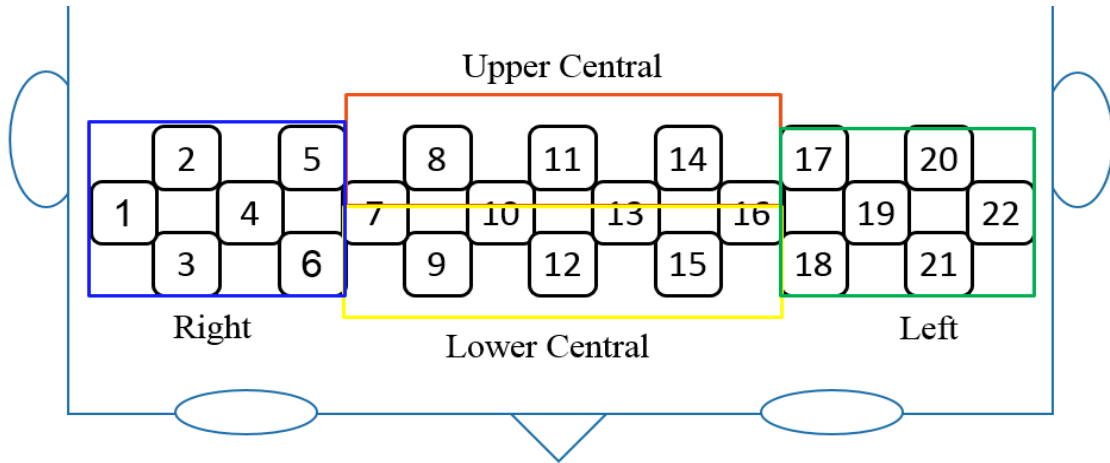 Upper Central
2 5 8 11 14 17 20
1 4 7 10 13 16 19 22
3 6 9 12 15 18 21
Right Left
Lower Central